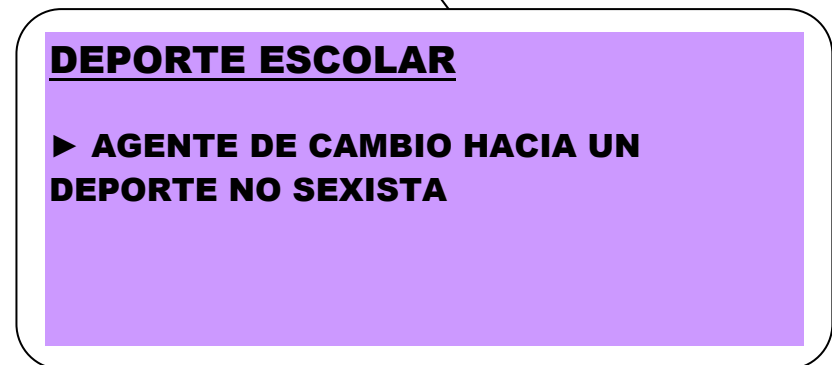 DEPORTE ESCOLAR
► AGENTE DE CAMBIO HACIA UN
DEPORTE NO SEXISTA